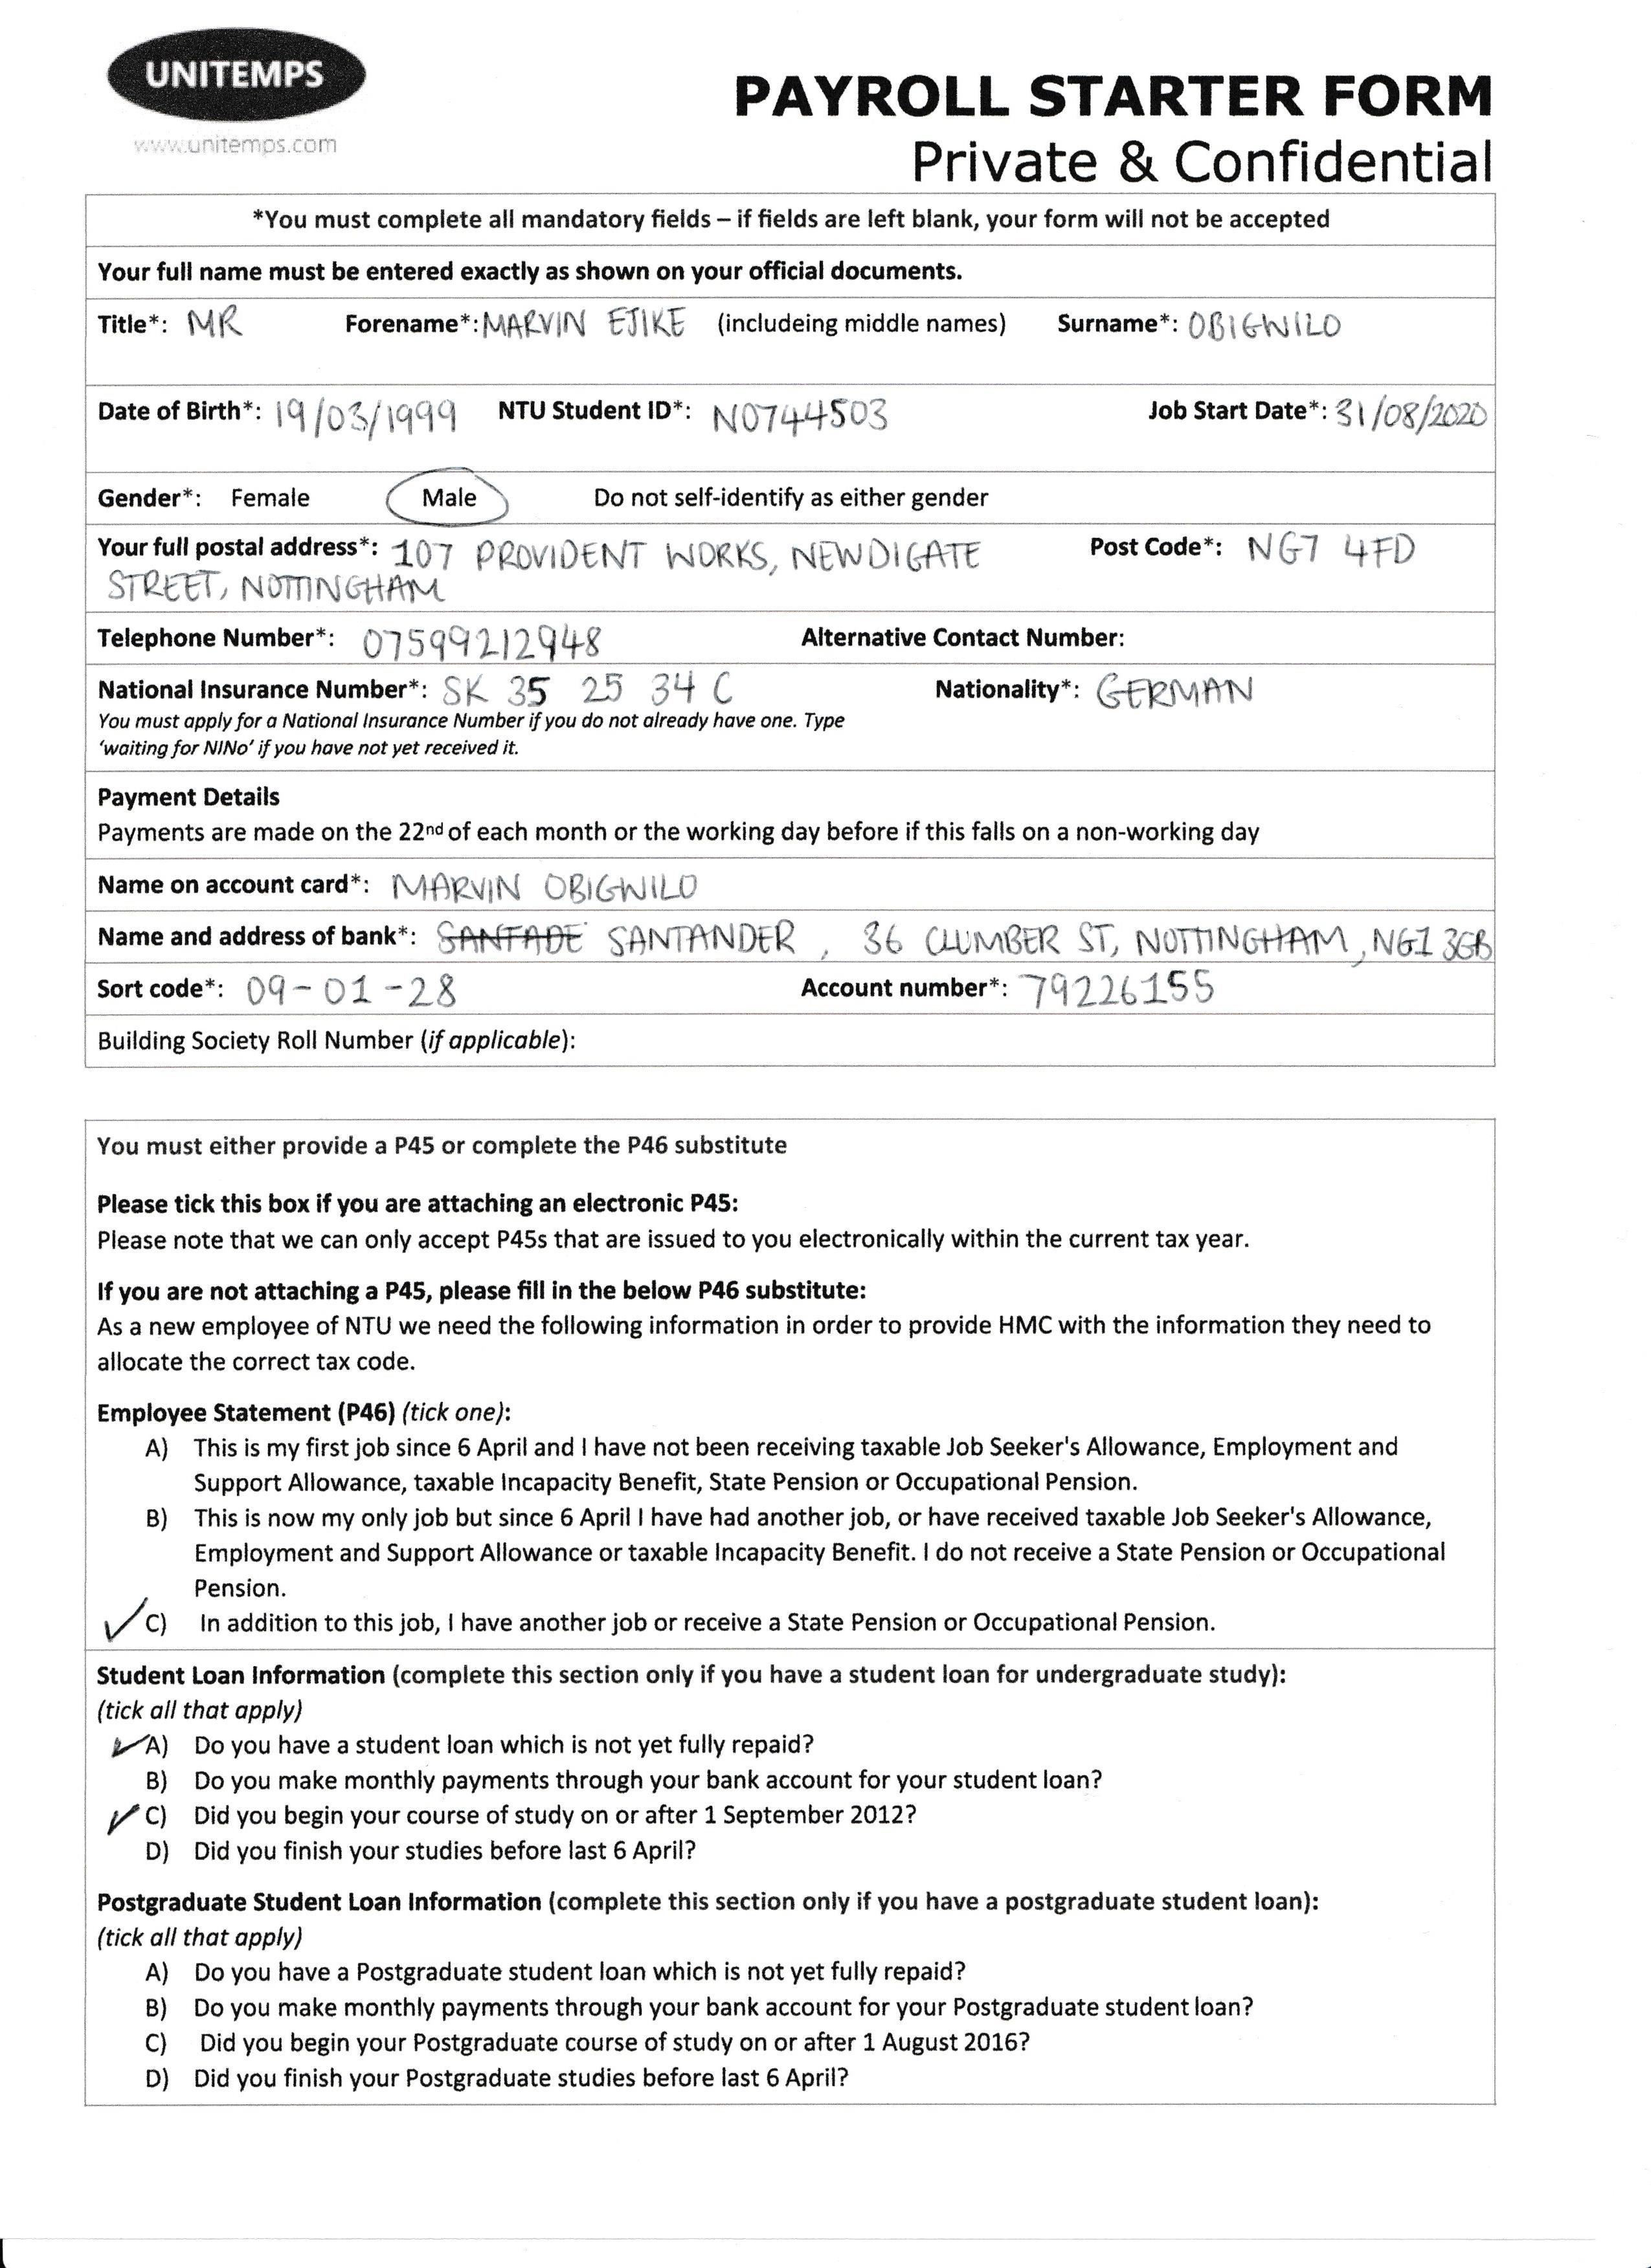 UNITEMPS
www.unitemps.com
PAYROLL STARTER FORM
Private & Confidential
*You must complete all mandatory fields – if fields are left blank, your form will not be accepted
Your full name must be entered exactly as shown on your official documents.
Title*: MR Forename*: MARVIN EJIKE (includeing middle names) Surname*: OBIGWILO
Date of Birth*: 19/03/1999 NTU Student ID*: N0744503 Job Start Date*: 31/08/2020
Gender*: Female Male Do not self-identify as either gender
Your full postal address*: 107 PROVIDENT WORKS, NEWDIGATE Post Code*: NG7 4FD
STREET, NOTTINGHAM
Telephone Number*: 07599212948 Alternative Contact Number:
National Insurance Number*: SK 35 25 34 C Nationality*: GERMAN
You must apply for a National Insurance Number if you do not already have one. Type
‘waiting for NINo’ if you have not yet received it.
Payment Details
Payments are made on the 22nd of each month or the working day before if this falls on a non-working day
Name on account card*: MARVIN OBIGWILO
Name and address of bank*: SANTADE SANTANDER, 36 CLUMBER ST, NOTTINGHAM, NG1 3GB
Sort code*: 09-01-28 Account number*: 79226155
Building Society Roll Number (if applicable):
You must either provide a P45 or complete the P46 substitute
Please tick this box if you are attaching an electronic P45:
Please note that we can only accept P45s that are issued to you electronically within the current tax year.
If you are not attaching a P45, please fill in the below P46 substitute:
As a new employee of NTU we need the following information in order to provide HMC with the information they need to
allocate the correct tax code.
Employee Statement (P46) (tick one):
A) This is my first job since 6 April and I have not been receiving taxable Job Seeker's Allowance, Employment and
Support Allowance, taxable Incapacity Benefit, State Pension or Occupational Pension.
B) This is now my only job but since 6 April I have had another job, or have received taxable Job Seeker's Allowance,
Employment and Support Allowance or taxable Incapacity Benefit. I do not receive a State Pension or Occupational
Pension.
✓ C) In addition to this job, I have another job or receive a State Pension or Occupational Pension.
Student Loan Information (complete this section only if you have a student loan for undergraduate study):
(tick all that apply)
✓ A) Do you have a student loan which is not yet fully repaid?
B) Do you make monthly payments through your bank account for your student loan?
✓ C) Did you begin your course of study on or after 1 September 2012?
D) Did you finish your studies before last 6 April?
Postgraduate Student Loan Information (complete this section only if you have a postgraduate student loan):
(tick all that apply)
A) Do you have a Postgraduate student loan which is not yet fully repaid?
B) Do you make monthly payments through your bank account for your Postgraduate student loan?
C) Did you begin your Postgraduate course of study on or after 1 August 2016?
D) Did you finish your Postgraduate studies before last 6 April?